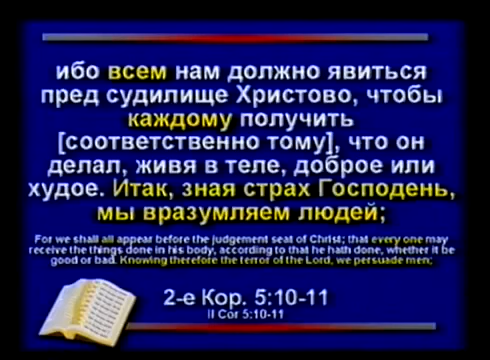 ибо всем нам должно явиться
пред судилище Христово, чтобы
каждому получить
[соответственно тому], что он
делал, живя в теле, доброе или
худое. Итак, зная страх Господень,
мы вразумляем людей;
For we shall all appear before the judgement seat of Christ; that every one may
receive the things done in his body, according to that he hath done, whether it be
good or bad. Knowing therefore the terror of the Lord, we persuade men;
2-е Кор. 5:10-11
II Cor 5:10-11